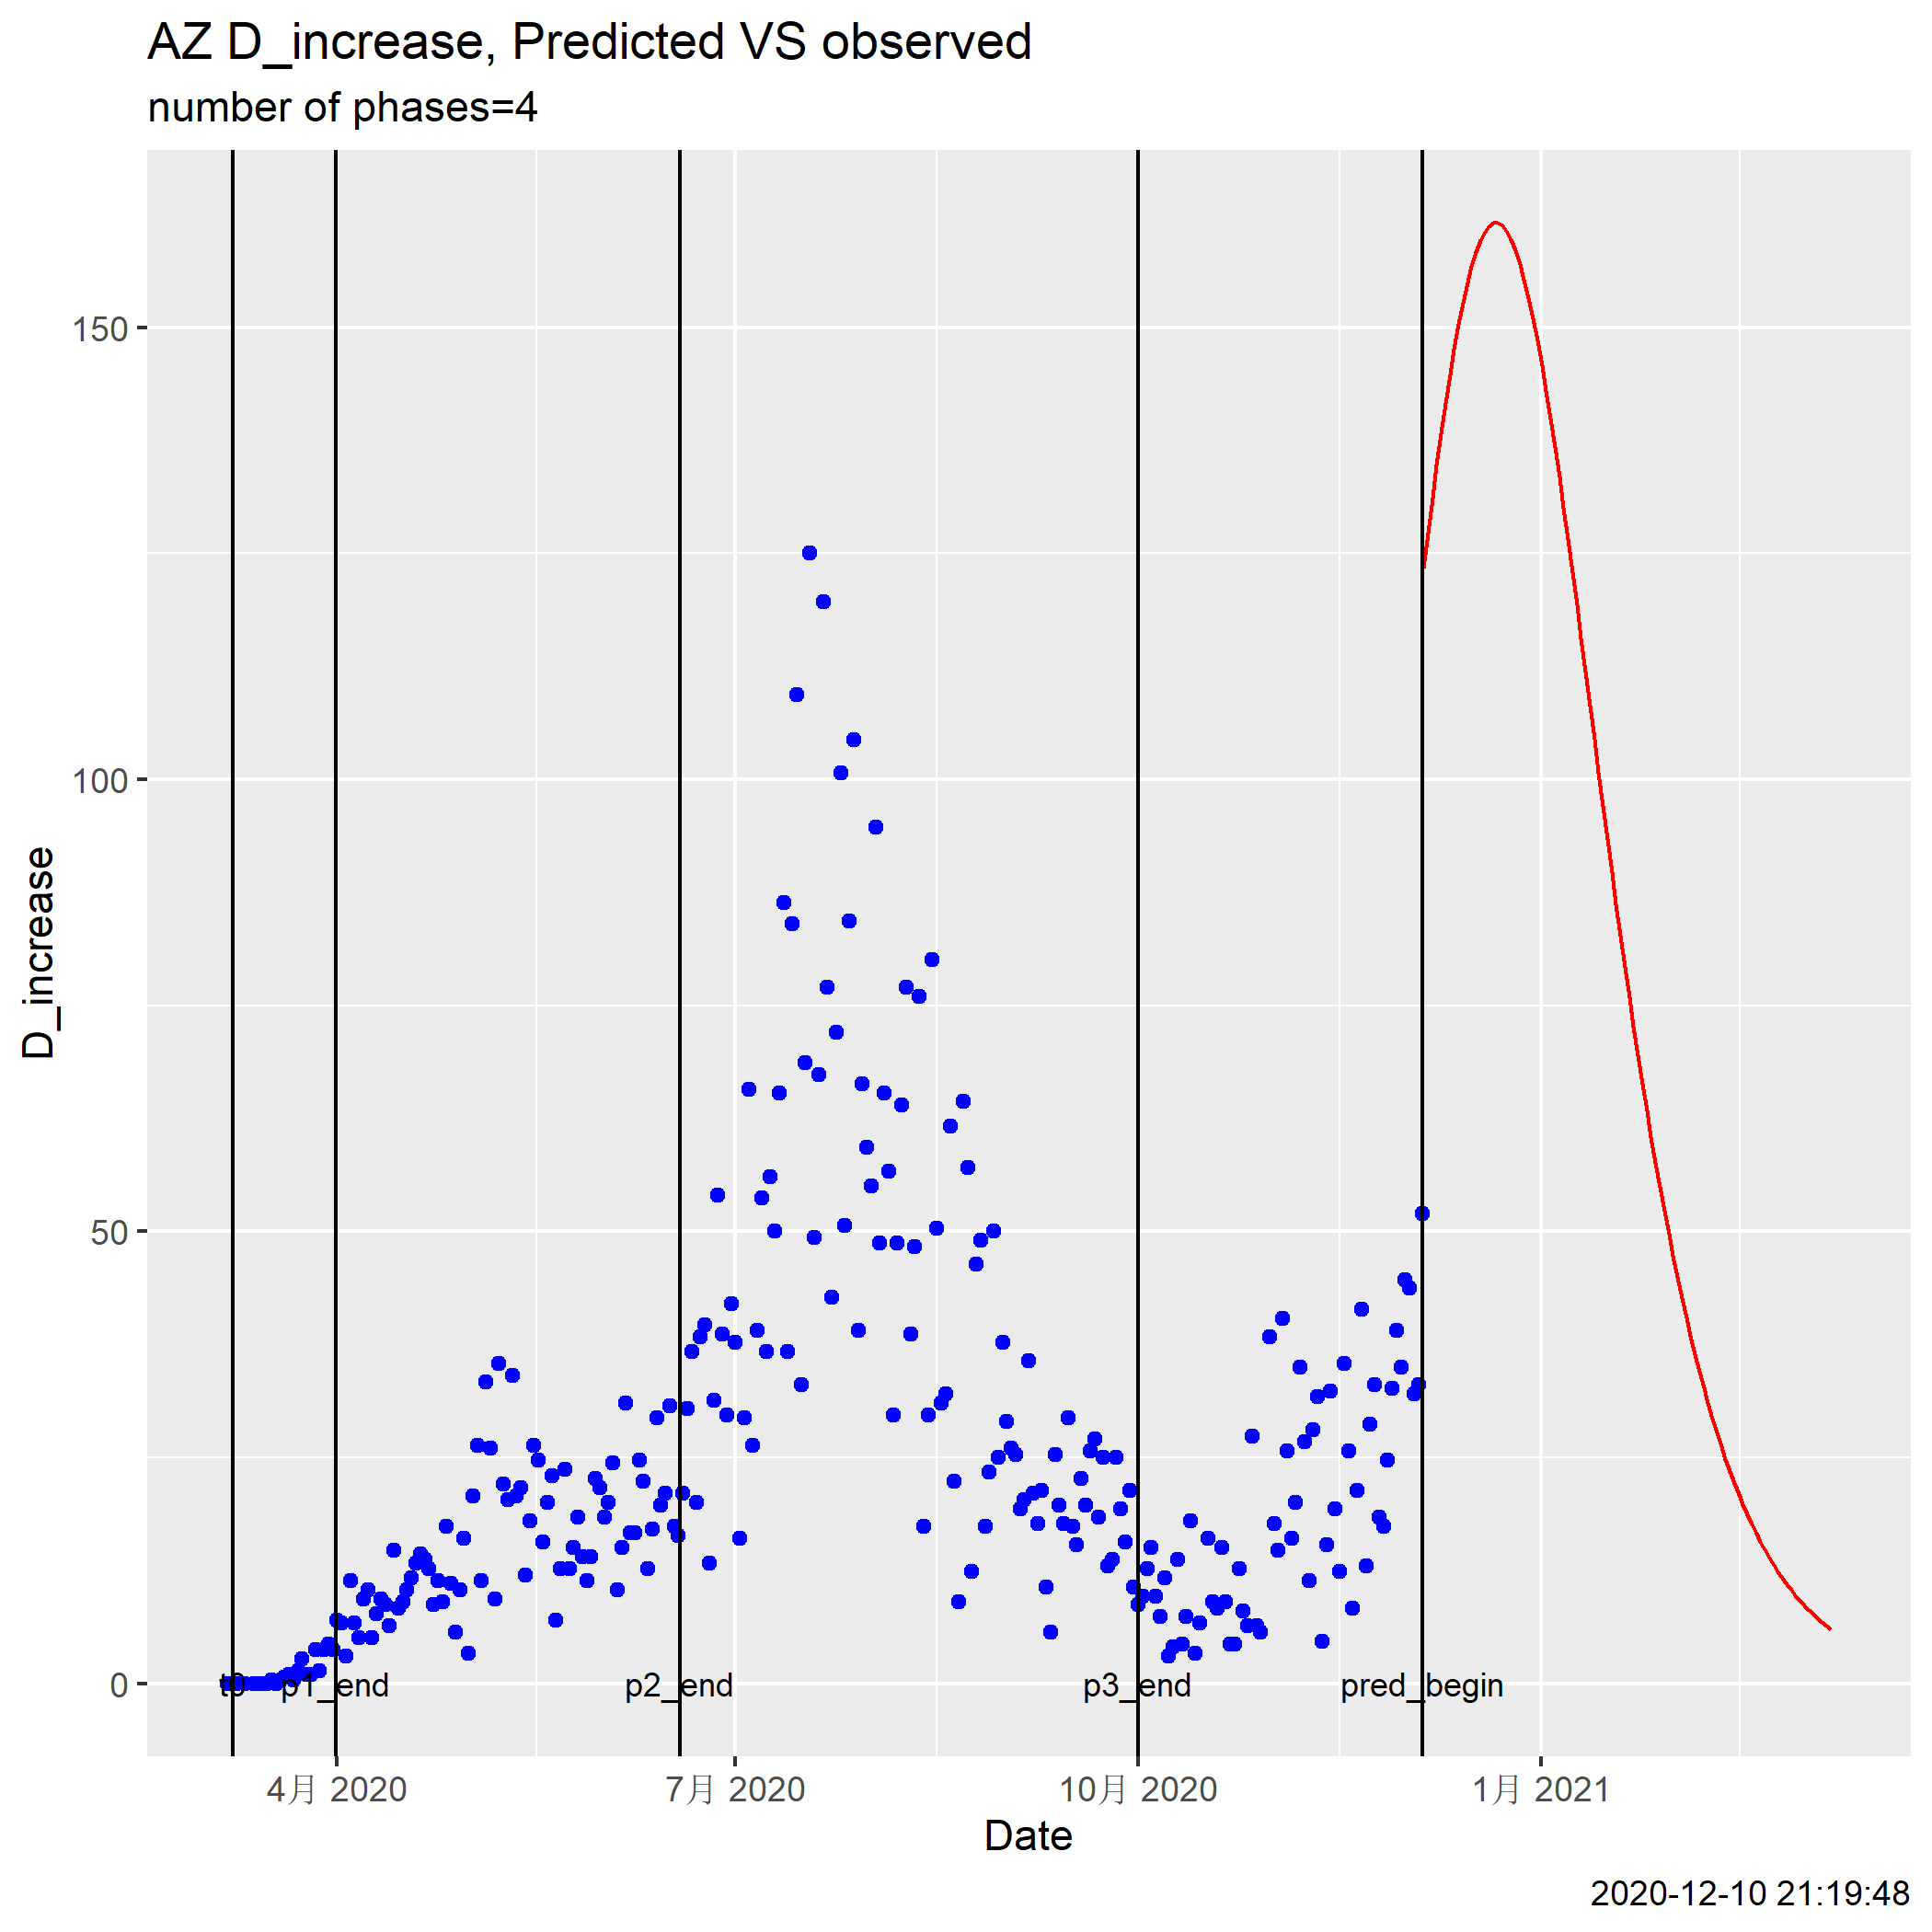 AZ D_increase, Predicted VS observed
number of phases=4
150
100
50
0
D_increase
t0
p1_end
p2_end
p3_end
pred_begin
4月 2020
7月 2020
10月 2020
1月 2021
Date
2020-12-10 21:19:48